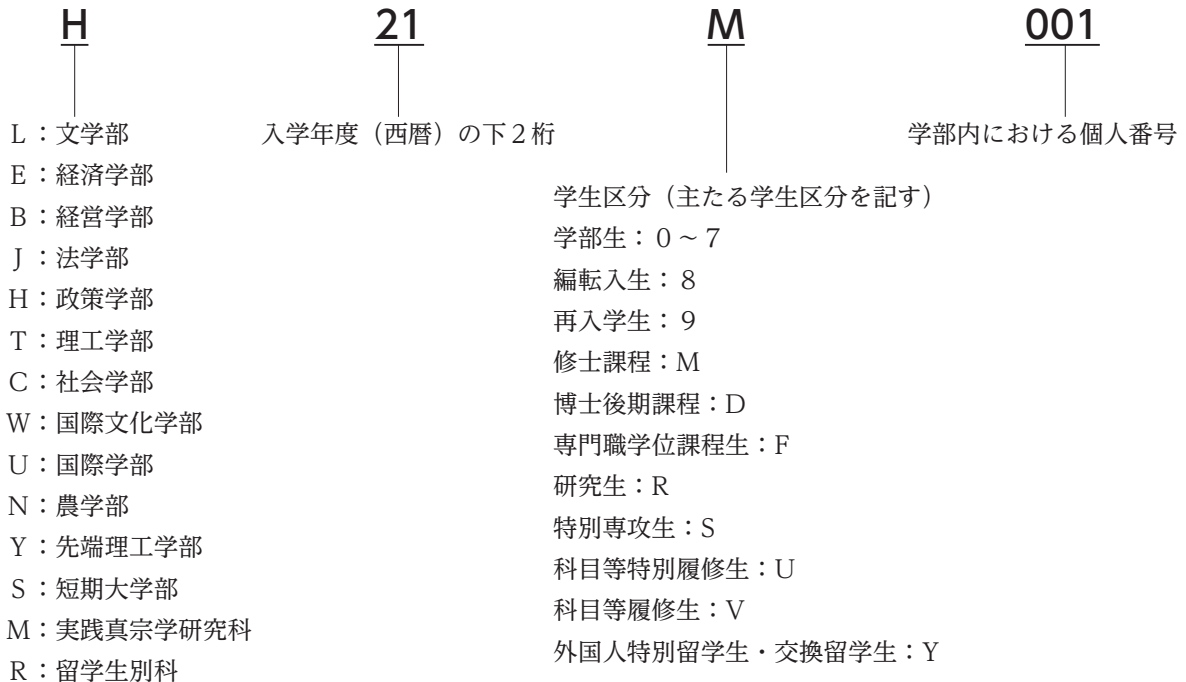 H 21 M 001
L：文学部
E：経済学部
B：経営学部
J：法学部
H：政策学部
T：理工学部
C：社会学部
W：国際文化学部
U：国際学部
N：農学部
Y：先端理工学部
S：短期大学部
M：実践真宗学研究科
R：留学生別科
入学年度（西暦）の下２桁
学生区分（主たる学生区分を記す）
学部生：０～７
編転入生：８
再入学生：９
修士課程：M
博士後期課程：D
専門職学位課程生：F
研究生：R
特別専攻生：S
科目等特別履修生：U
科目等履修生：V
外国人特別留学生・交換留学生：Y
学部内における個人番号